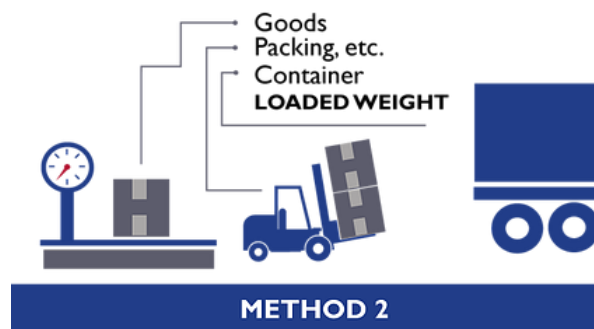 Goods
Packing, etc.
Container
LOADED WEIGHT
METHOD 2